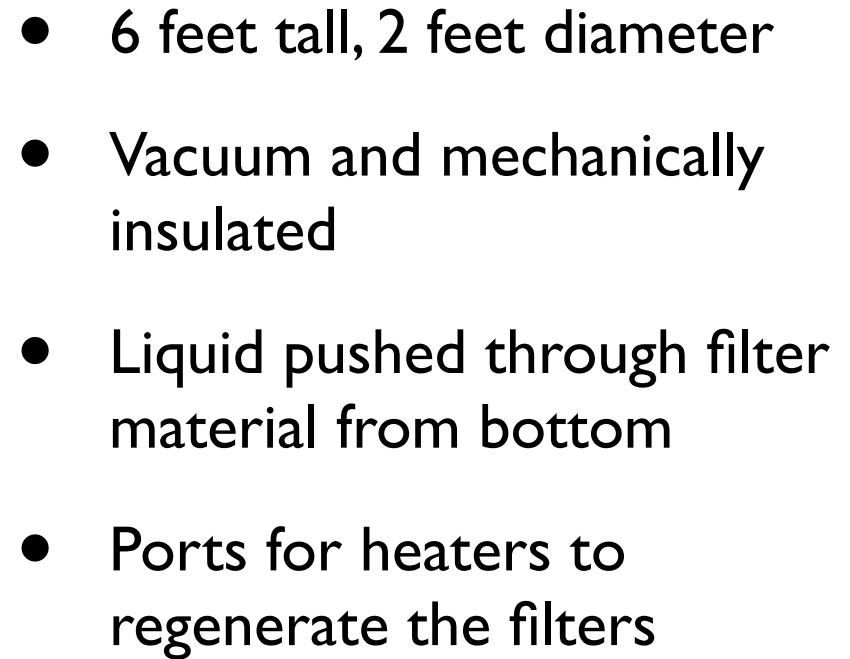 • 6 feet tall, 2 feet diameter
• Vacuum and mechanically
insulated
• Liquid pushed through filter
material from bottom
• Ports for heaters to
regenerate the filters